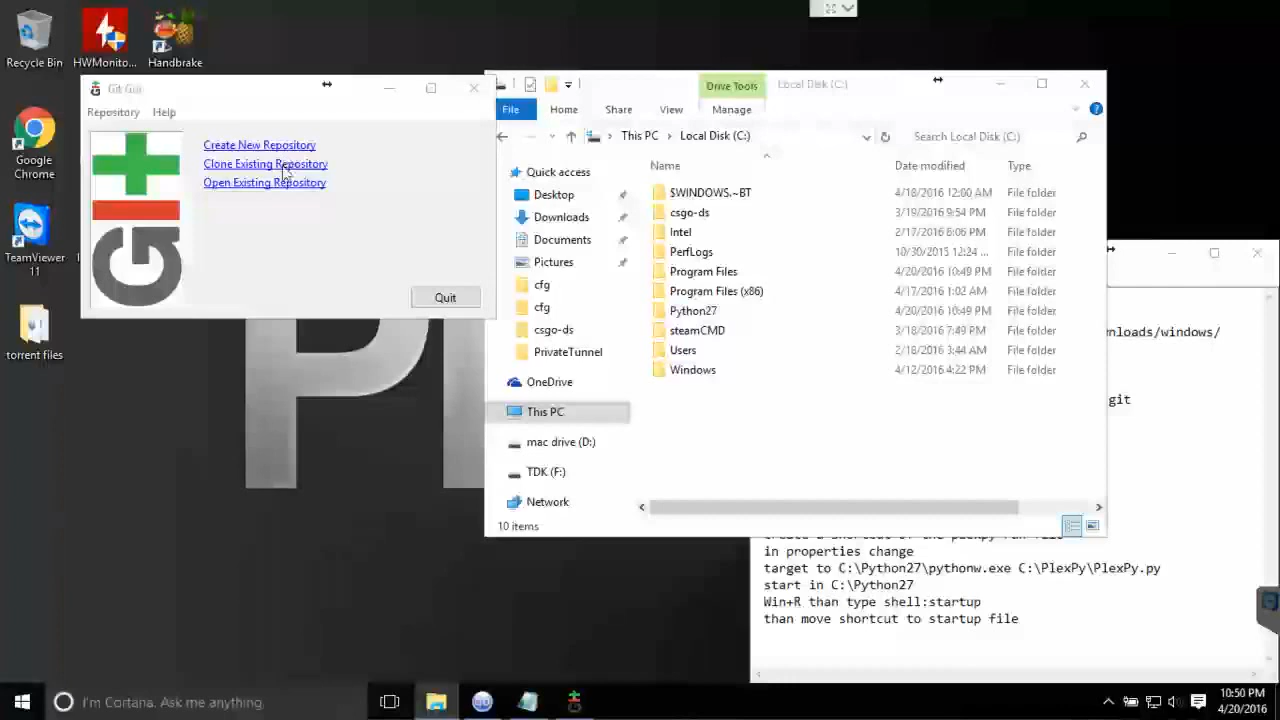 Recycle Bin
HWMonito...
Handbrake
Google Chrome
TeamViewer 11
torrent files
Git Gui
Repository Help
GIT
Create New Repository
Clone Existing Repository
Open Existing Repository
Quit
Drive Tools
Local Disk (C:)
File Home Share View Manage
This PC > Local Disk (C:)
Search Local Disk (C:)
Name Date modified Type
Quick access
Desktop
Downloads
Documents
Pictures
cfg
cfg
csgo-ds
PrivateTunnel
OneDrive
This PC
mac drive (D:)
TDK (F:)
Network
$WINDOWS.~BT 4/18/2016 12:00 AM File folder
csgo-ds 3/19/2016 9:54 PM File folder
Intel 2/17/2016 6:06 PM File folder
PerfLogs 10/30/2015 12:24 ... File folder
Program Files 4/20/2016 10:49 PM File folder
Program Files (x86) 4/17/2016 1:02 AM File folder
Python27 4/20/2016 10:49 PM File folder
steamCMD 3/18/2016 7:49 PM File folder
Users 2/18/2016 3:44 AM File folder
Windows 4/12/2016 4:22 PM File folder
10 items
wnloads/windows/
git
create a shortcut of the plexpy run file
in properties change
target to C:\Python27\pythonw.exe C:\PlexPy\PlexPy.py
start in C:\Python27
Win+R than type shell:startup
than move shortcut to startup file
I'm Cortana. Ask me anything.
10:50 PM
4/20/2016